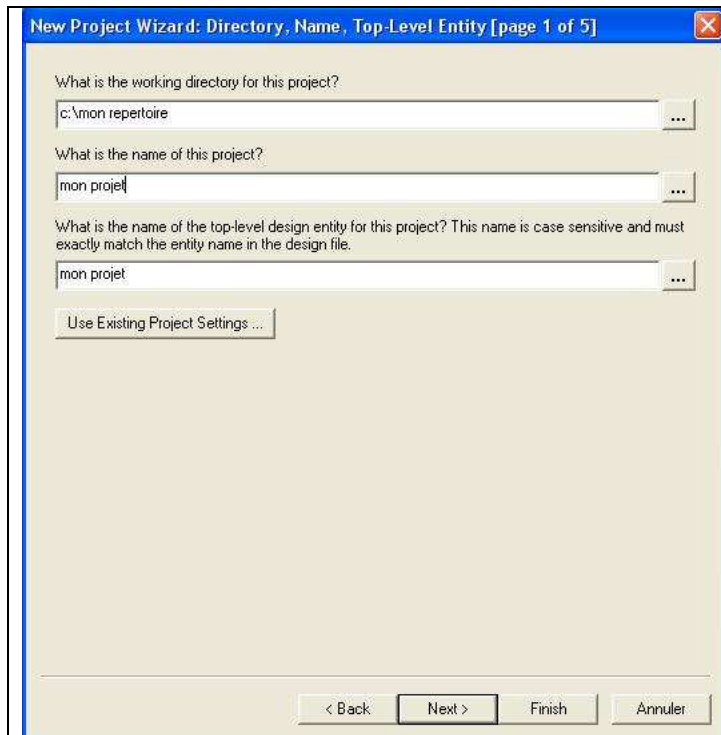 New Project Wizard: Directory, Name, Top-Level Entity [page 1 of 5]
What is the working directory for this project?
c:\mon repertoire
...
What is the name of this project?
mon projet
...
What is the name of the top-level design entity for this project? This name is case sensitive and must
exactly match the entity name in the design file.
mon projet
...
Use Existing Project Settings ...
< Back Next > Finish Annuler